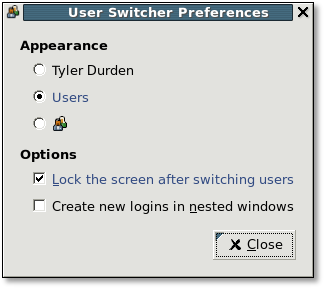 User Switcher Preferences
Appearance
Tyler Durden
Users
Options
Lock the screen after switching users
Create new logins in nested windows
Close